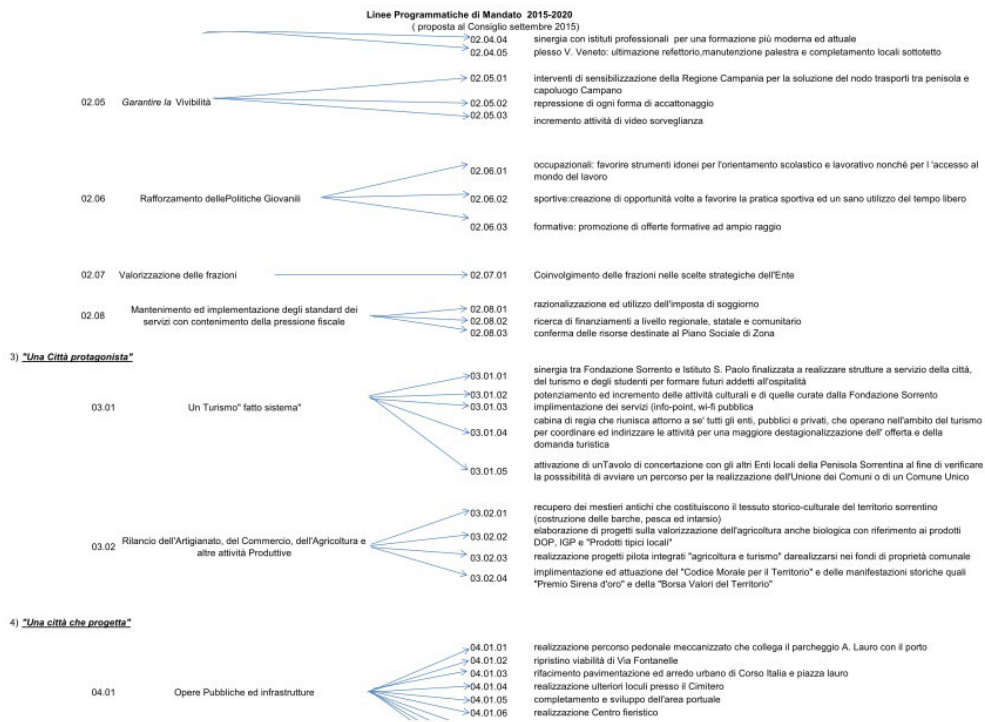 Linee Programmatiche di Mandato 2015-2020
( proposta al Consiglio settembre 2015)
02.04.04 sinergia con istituti professionali per una formazione più moderna ed attuale
02.04.05 plesso V. Veneto: ultimazione refettorio,manutenzione palestra e completamento locali sottotetto
02.05 Garantire la Vivibilità
02.05.01 interventi di sensibilizzazione della Regione Campania per la soluzione del nodo trasporti tra penisola e
capoluogo Campano
02.05.02 repressione di ogni forma di accattonaggio
02.05.03 incremento attività di video sorveglianza
02.06 Rafforzamento dellePolitiche Giovanili
02.06.01 occupazionali: favorire strumenti idonei per l'orientamento scolastico e lavorativo nonchè per l 'accesso al
mondo del lavoro
02.06.02 sportive:creazione di opportunità volte a favorire la pratica sportiva ed un sano utilizzo del tempo libero
02.06.03 formative: promozione di offerte formative ad ampio raggio
02.07 Valorizzazione delle frazioni
02.07.01 Coinvolgimento delle frazioni nelle scelte strategiche dell'Ente
02.08 Mantenimento ed implementazione degli standard dei
servizi con contenimento della pressione fiscale
02.08.01 razionalizzazione ed utilizzo dell'imposta di soggiorno
02.08.02 ricerca di finanziamenti a livello regionale, statale e comunitario
02.08.03 conferma delle risorse destinate al Piano Sociale di Zona
3) "Una Città protagonista"
03.01 Un Turismo" fatto sistema"
03.01.01 sinergia tra Fondazione Sorrento e Istituto S. Paolo finalizzata a realizzare strutture a servizio della città,
del turismo e degli studenti per formare futuri addetti all'ospitalità
03.01.02 potenziamento ed incremento delle attività culturali e di quelle curate dalla Fondazione Sorrento
03.01.03 implimentazione dei servizi (info-point, wi-fi pubblica
03.01.04 cabina di regia che riunisca attorno a se' tutti gli enti, pubblici e privati, che operano nell'ambito del turismo
per coordinare ed indirizzare le attività per una maggiore destagionalizzazione dell' offerta e della
domanda turistica
03.01.05 attivazione di unTavolo di concertazione con gli altri Enti locali della Penisola Sorrentina al fine di verificare
la posssibilità di avviare un percorso per la realizzazione dell'Unione dei Comuni o di un Comune Unico
03.02 Rilancio dell'Artigianato, del Commercio, dell'Agricoltura e
altre attività Produttive
03.02.01 recupero dei mestieri antichi che costituiscono il tessuto storico-culturale del territorio sorrentino
(costruzione delle barche, pesca ed intarsio)
03.02.02 elaborazione di progetti sulla valorizzazione dell'agricoltura anche biologica con riferimento ai prodotti
DOP, IGP e "Prodotti tipici locali"
03.02.03 realizzazione progetti pilota integrati "agricoltura e turismo" darealizzarsi nei fondi di proprietà comunale
03.02.04 implimentazione ed attuazione del "Codice Morale per il Territorio" e delle manifestazioni storiche quali
"Premio Sirena d'oro" e della "Borsa Valori del Territorio"
4) "Una città che progetta"
04.01 Opere Pubbliche ed infrastrutture
04.01.01 realizzazione percorso pedonale meccanizzato che collega il parcheggio A. Lauro con il porto
04.01.02 ripristino viabilità di Via Fontanelle
04.01.03 rifacimento pavimentazione ed arredo urbano di Corso Italia e piazza lauro
04.01.04 realizzazione ulteriori loculi presso il Cimitero
04.01.05 completamento e sviluppo dell'area portuale
04.01.06 realizzazione Centro fieristico